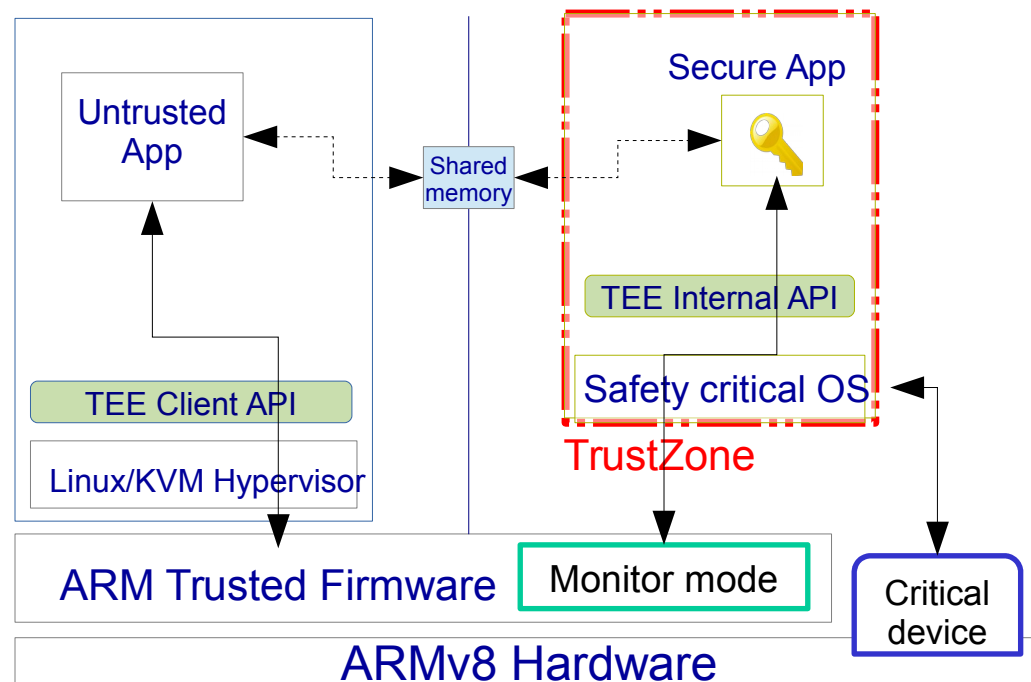 Untrusted
App
Shared
memory
Secure App
TEE Internal API
Safety critical OS
TrustZone
TEE Client API
Linux/KVM Hypervisor
ARM Trusted Firmware
Monitor mode
Critical
device
ARMv8 Hardware